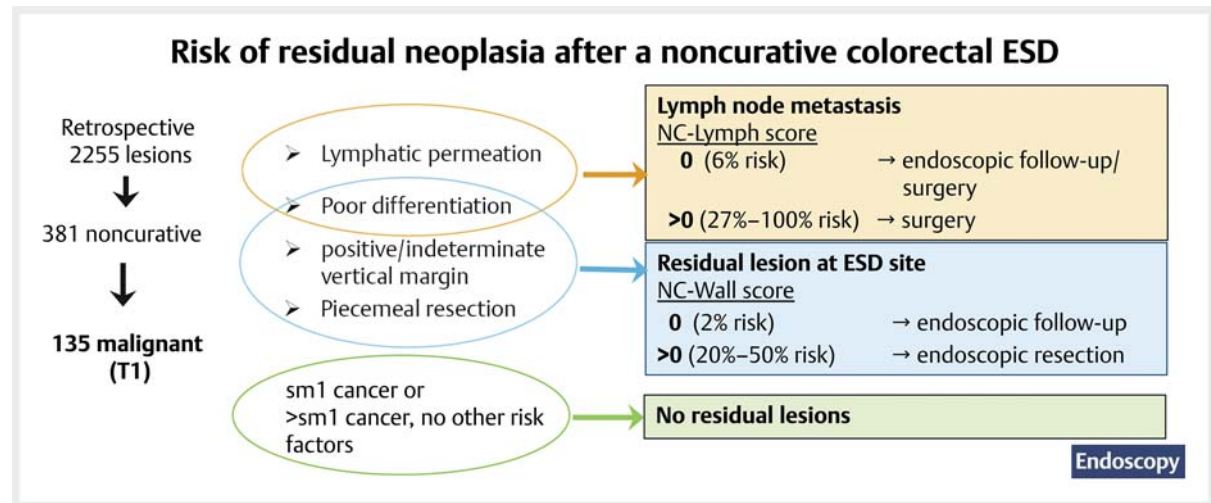 Risk of residual neoplasia after a noncurative colorectal ESD
Retrospective
2255 lesions
381 noncurative
135 malignant
(T1)
➢ Lymphatic permeation
➢ Poor differentiation
➢ positive/indeterminate
vertical margin
➢ Piecemeal resection
sm1 cancer or
>sm1 cancer, no other risk
factors
Lymph node metastasis
NC-Lymph score
0 (6% risk) → endoscopic follow-up/
surgery
>0 (27%–100% risk) → surgery
Residual lesion at ESD site
NC-Wall score
0 (2% risk) → endoscopic follow-up
>0 (20%–50% risk) → endoscopic resection
No residual lesions
Endoscopy